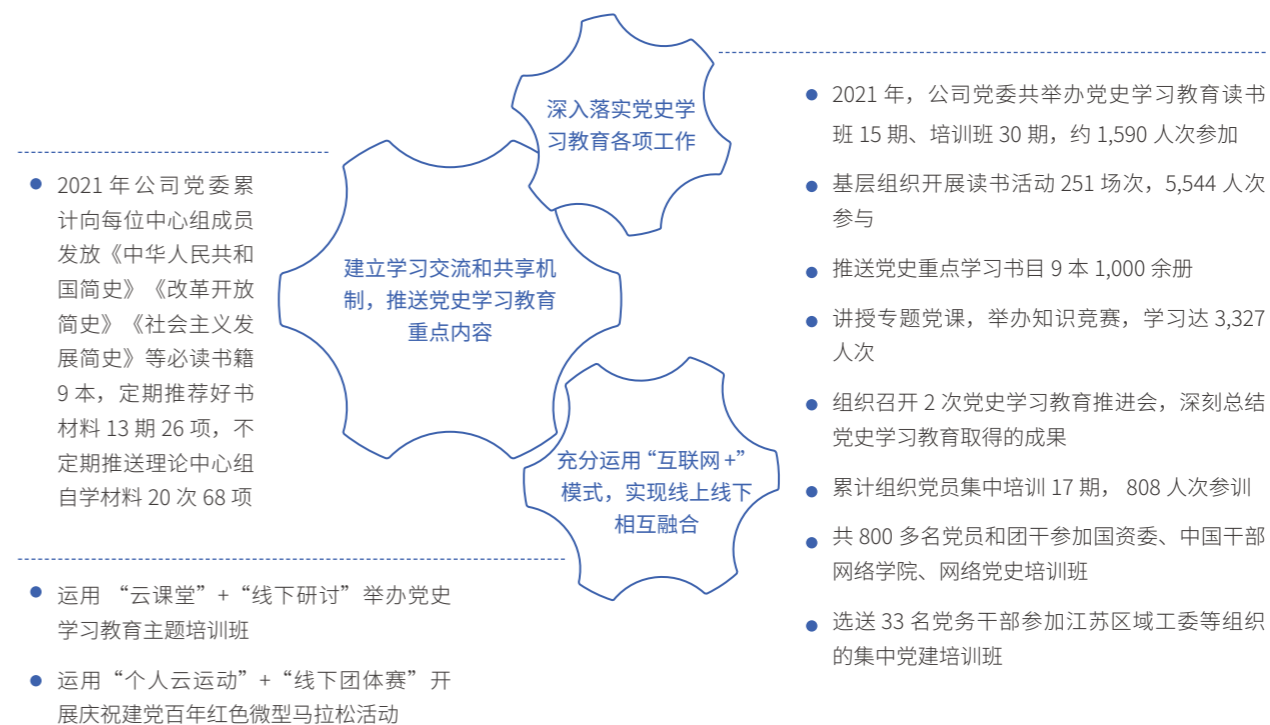 深入落实党史学
习教育各项工作
2021 年，公司党委共举办党史学习教育读书
班 15 期、培训班 30 期，约 1,590 人次参加
基层组织开展读书活动 251 场次，5,544 人次
参与
推送党史重点学习书目 9 本 1,000 余册
讲授专题党课，举办知识竞赛，学习达 3,327
人次
组织召开 2 次党史学习教育推进会，深刻总结
党史学习教育取得的成果
累计组织党员集中培训 17 期， 808 人次参训
共 800 多名党员和团干参加国资委、中国干部
网络学院、网络党史培训班
选送 33 名党务干部参加江苏区域工委等组织
的集中党建培训班
建立学习交流和共享机
制，推送党史学习教育
重点内容
2021 年公司党委累
计向每位中心组成员
发放《中华人民共和
国简史》《改革开放
简史》《社会主义发
展简史》等必读书籍
9 本，定期推荐好书
材料 13 期 26 项，不
定期推送理论中心组
自学材料 20 次 68 项
充分运用“互联网 +”
模式，实现线上线下
相互融合
运用 “云课堂”+“线下研讨”举办党史
学习教育主题培训班
运用“个人云运动”+“线下团体赛”开
展庆祝建党百年红色微型马拉松活动